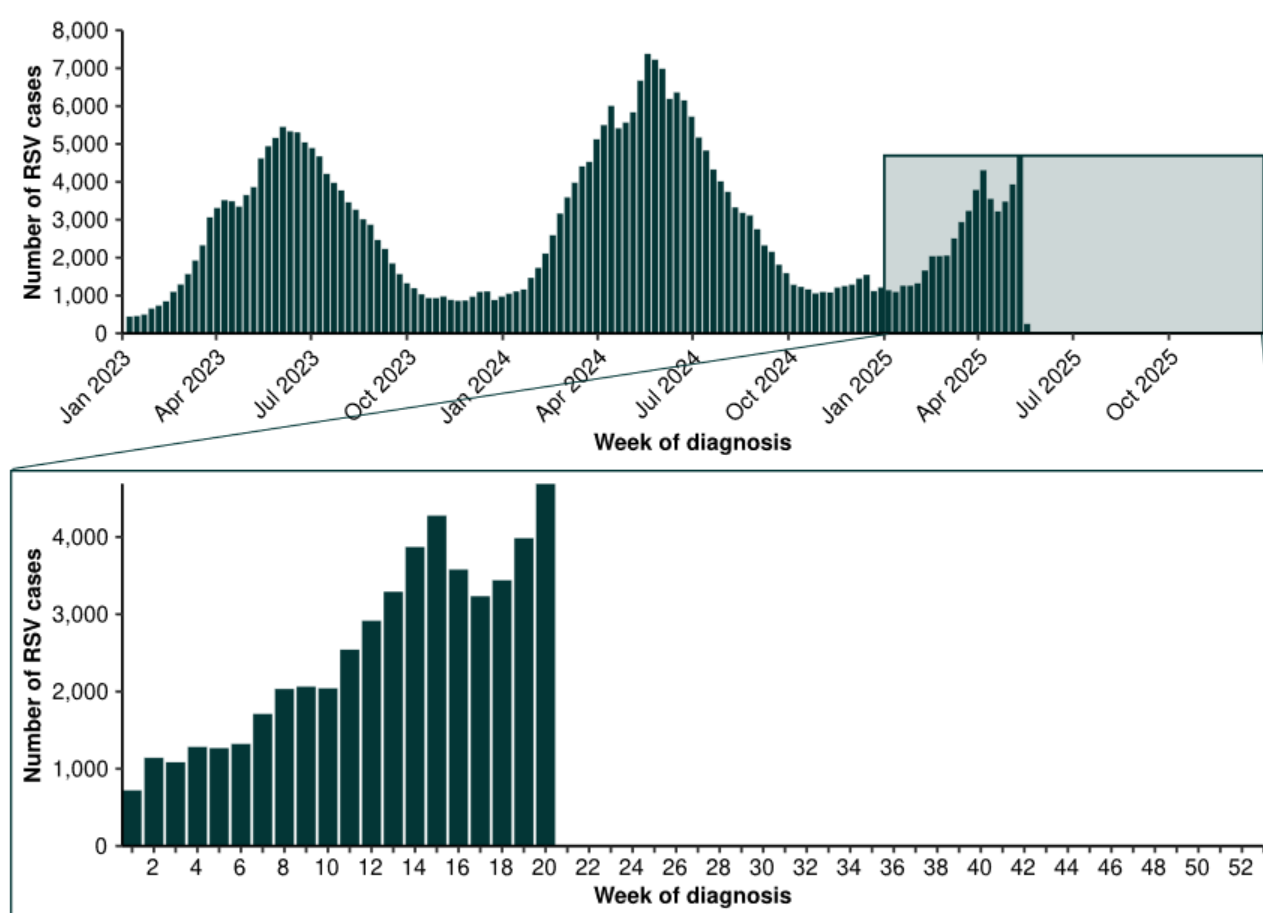 8,000
7,000
6,000
5,000
4,000
3,000
2,000
1,000
0
Number of RSV cases
Jan 2023 Apr 2023 Jul 2023 Oct 2023 Jan 2024 Apr 2024 Jul 2024 Oct 2024 Jan 2025 Apr 2025 Jul 2025 Oct 2025
Week of diagnosis
4,000
3,000
2,000
1,000
0
Number of RSV cases
2 4 6 8 10 12 14 16 18 20 22 24 26 28 30 32 34 36 38 40 42 44 46 48 50 52
Week of diagnosis